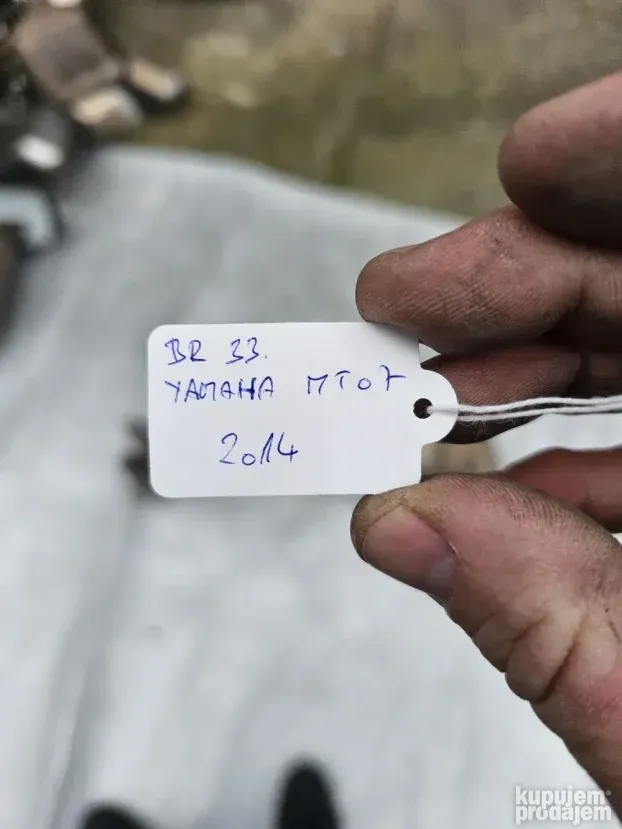 BR 33.
YAMAHA MT07
2014
kupujem
prodajem